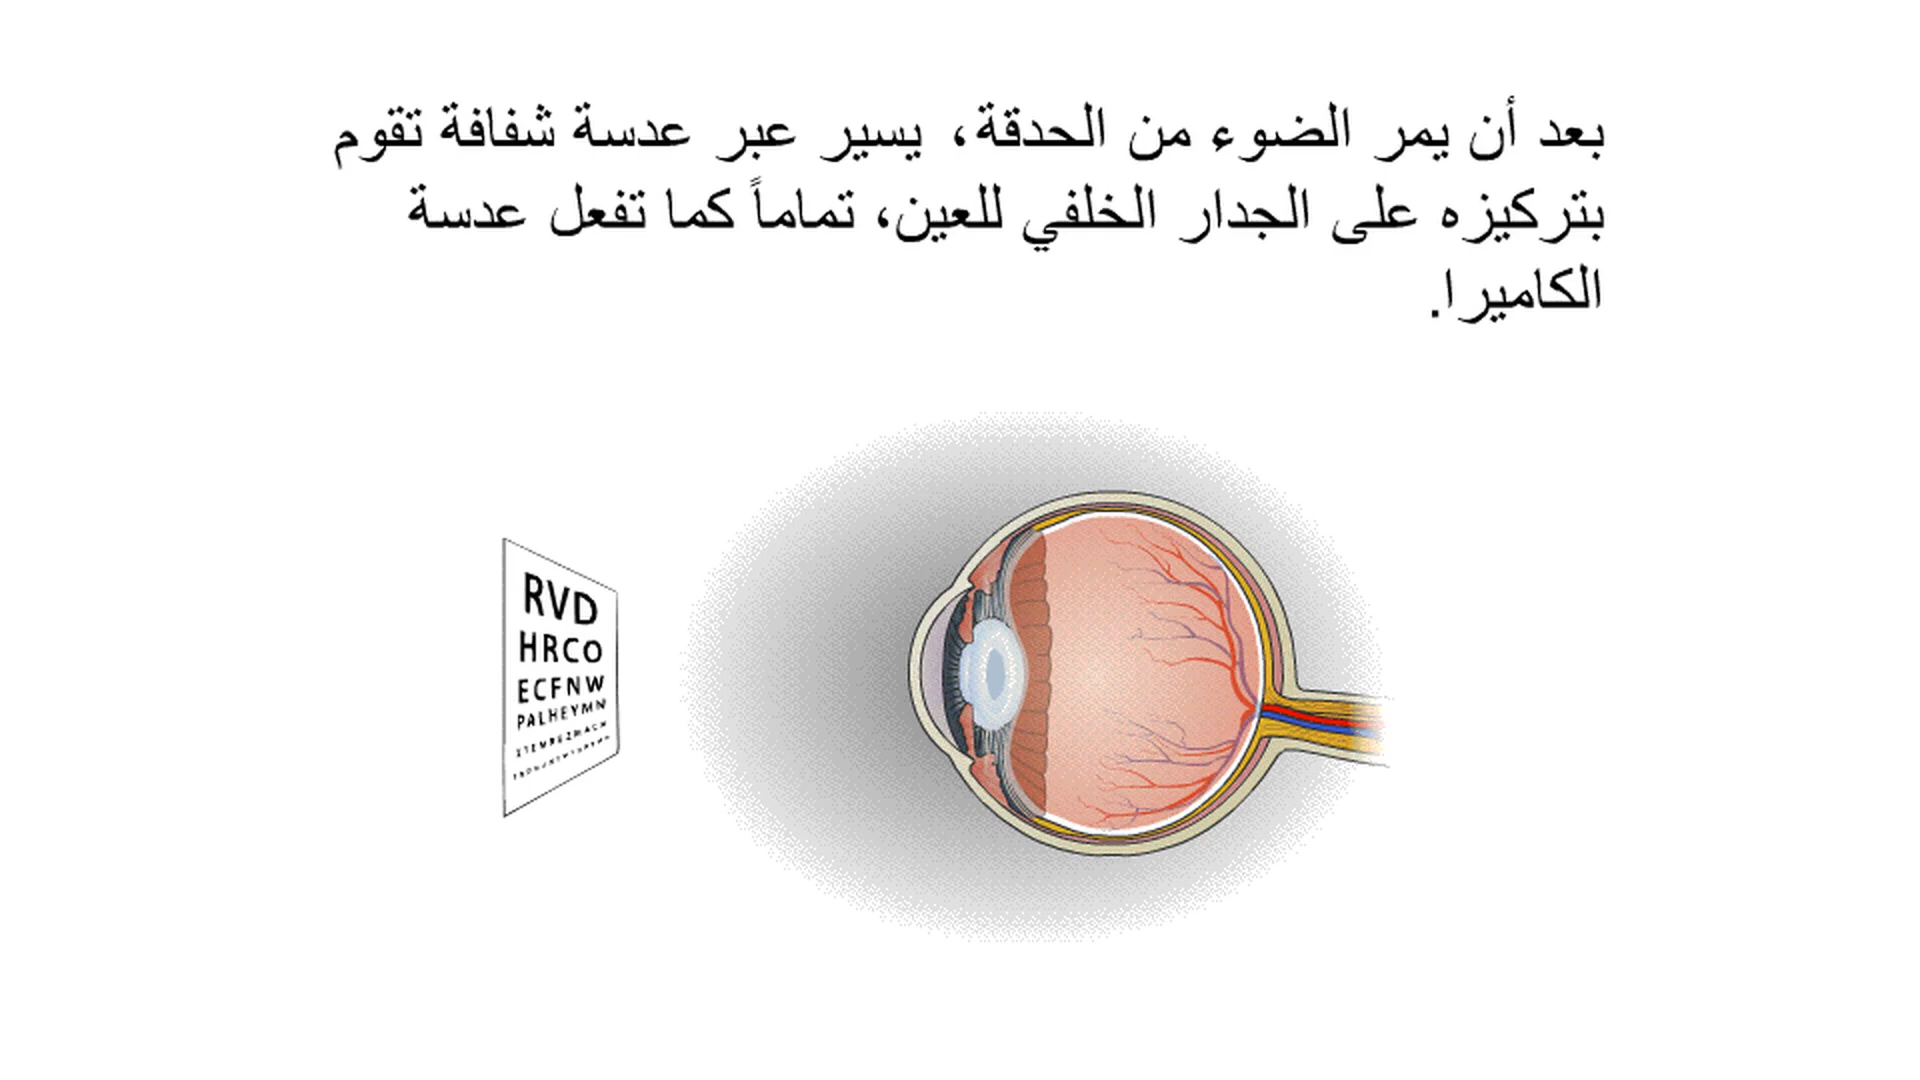 بعد أن يمر الضوء من الحدقة، يسير عبر عدسة شفافة تقوم
بتركيزه على الجدار الخلفي للعين، تماماً كما تفعل عدسة
الكاميرا.
RVD
HRCO
ECFNW
PALHEYMN